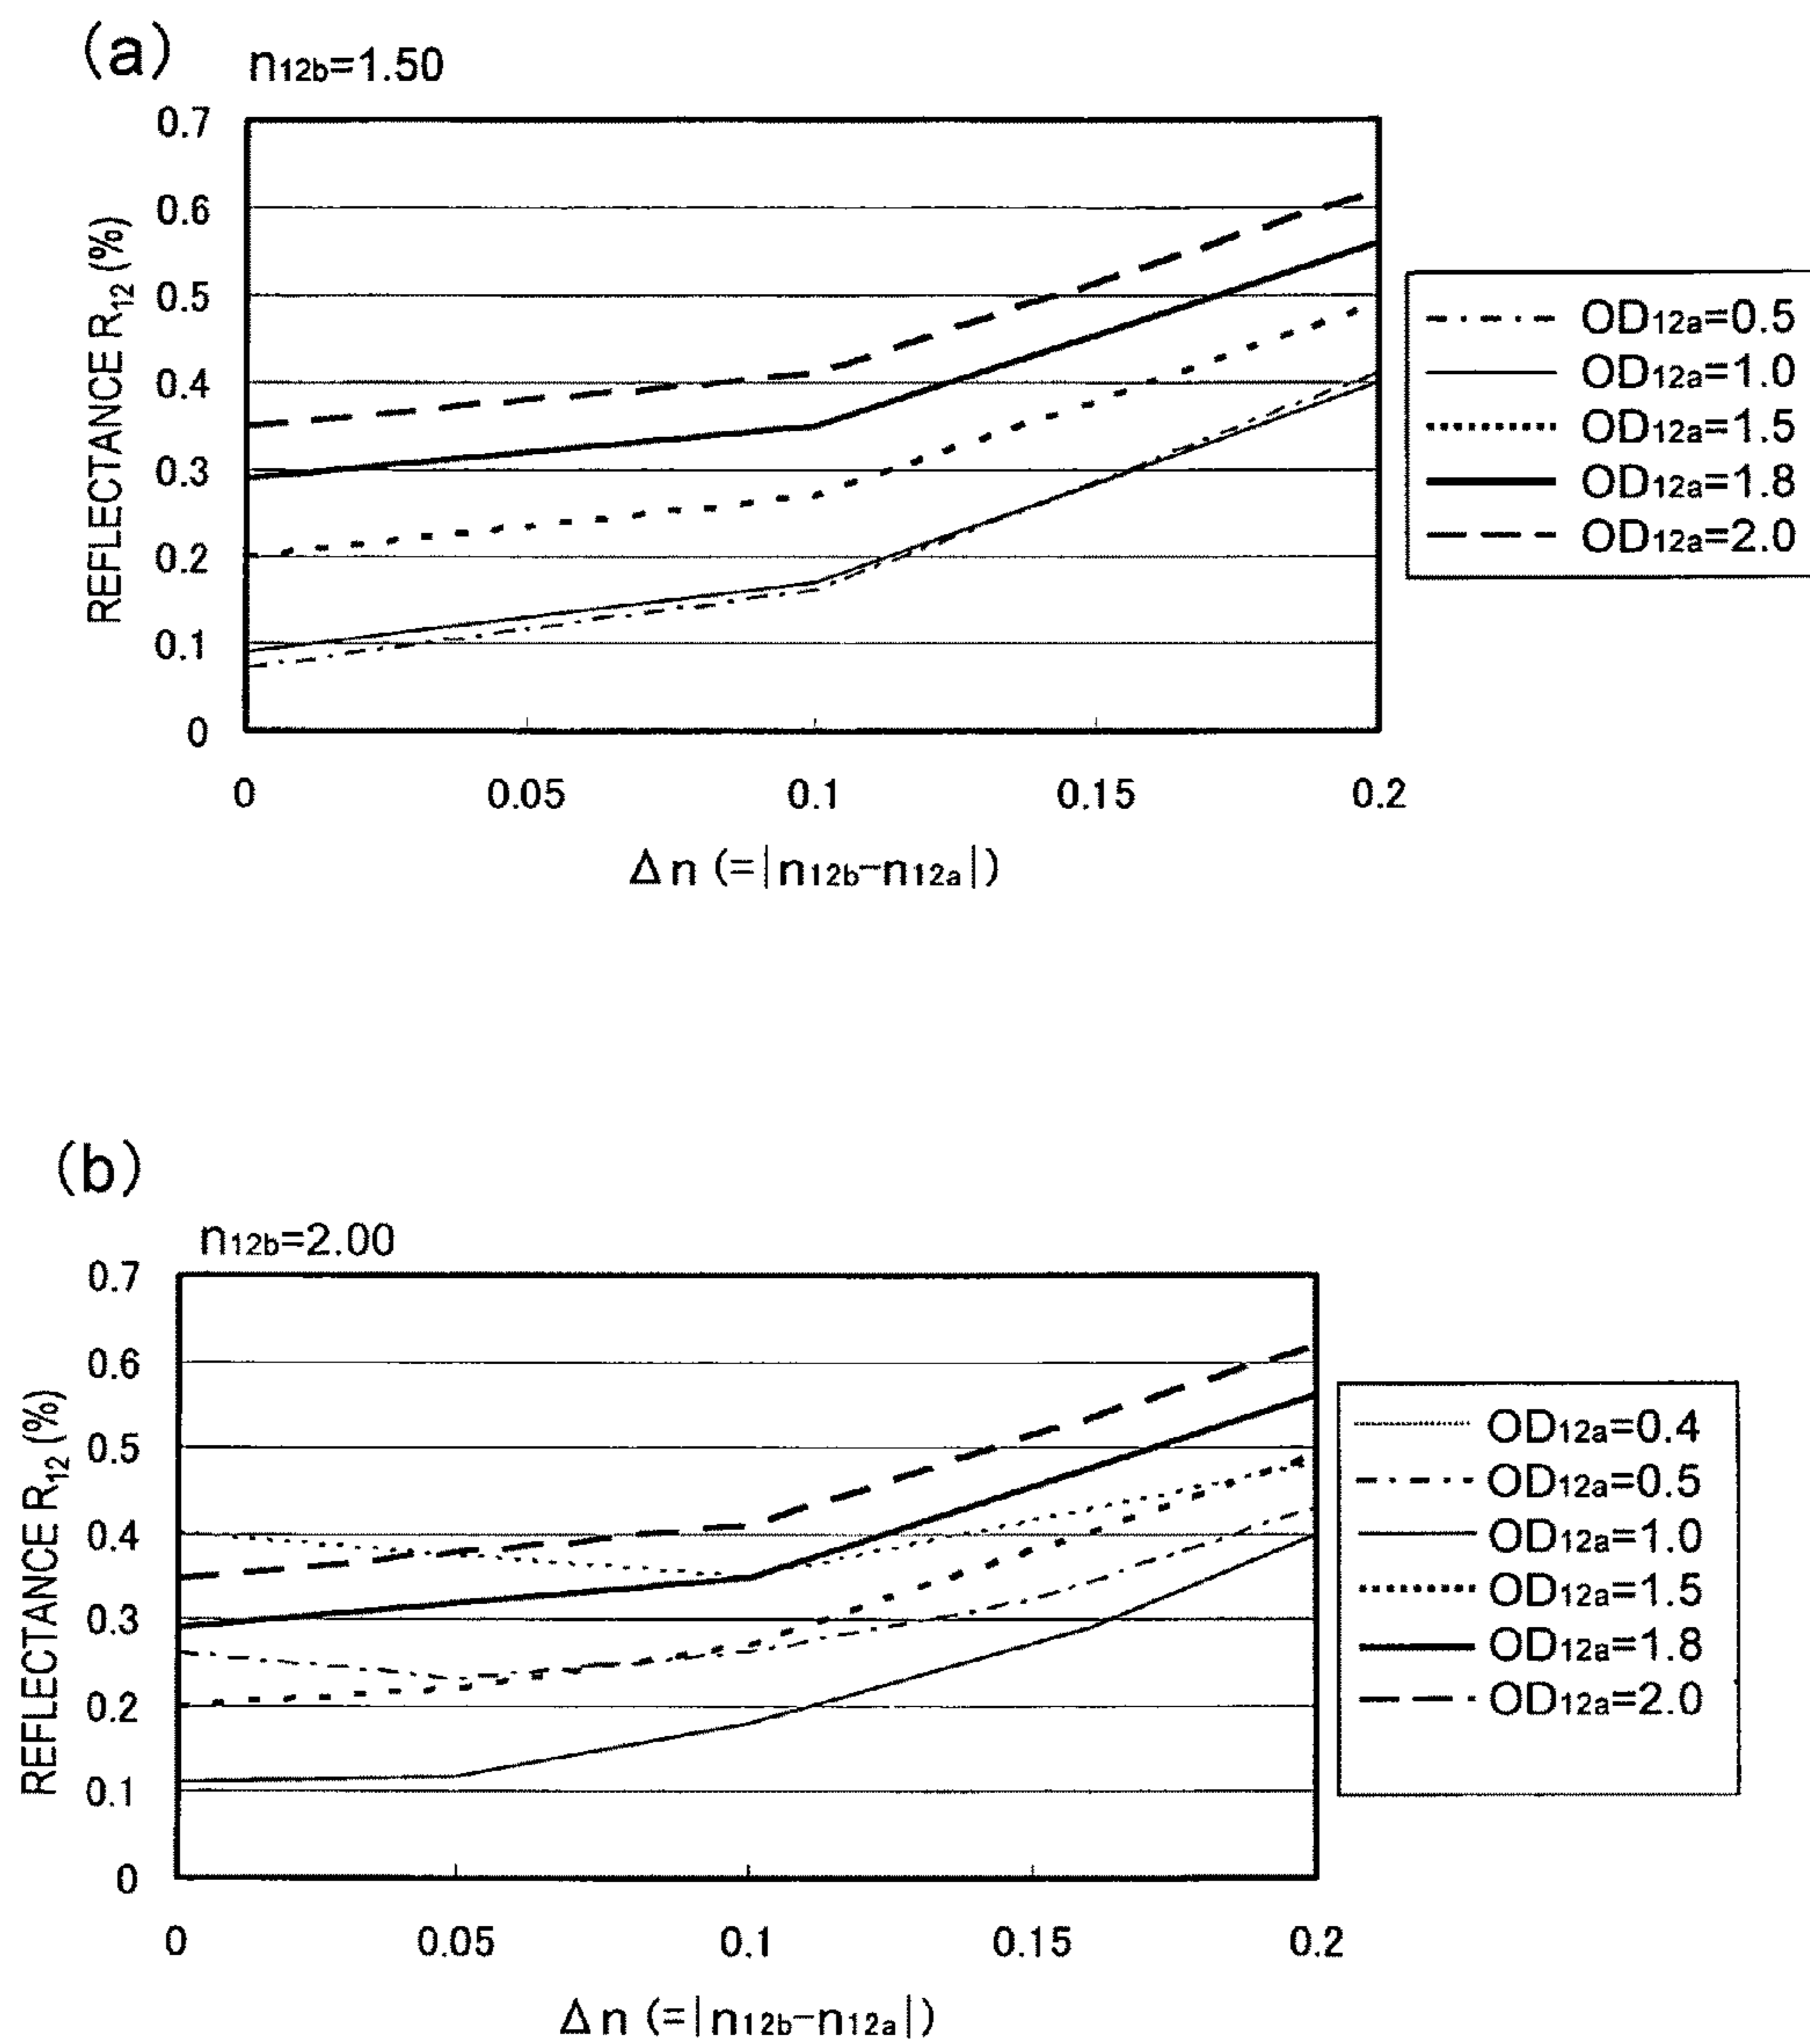 (a)
n12b=1.50
REFLECTANCE R12 (%)
0.7
0.6
0.5
0.4
0.3
0.2
0.1
0
0 0.05 0.1 0.15 0.2
Δn (=|n12b-n12a|)
OD12a=0.5
OD12a=1.0
OD12a=1.5
OD12a=1.8
OD12a=2.0
(b)
n12b=2.00
REFLECTANCE R12 (%)
0.7
0.6
0.5
0.4
0.3
0.2
0.1
0
0 0.05 0.1 0.15 0.2
Δn (=|n12b-n12a|)
OD12a=0.4
OD12a=0.5
OD12a=1.0
OD12a=1.5
OD12a=1.8
OD12a=2.0